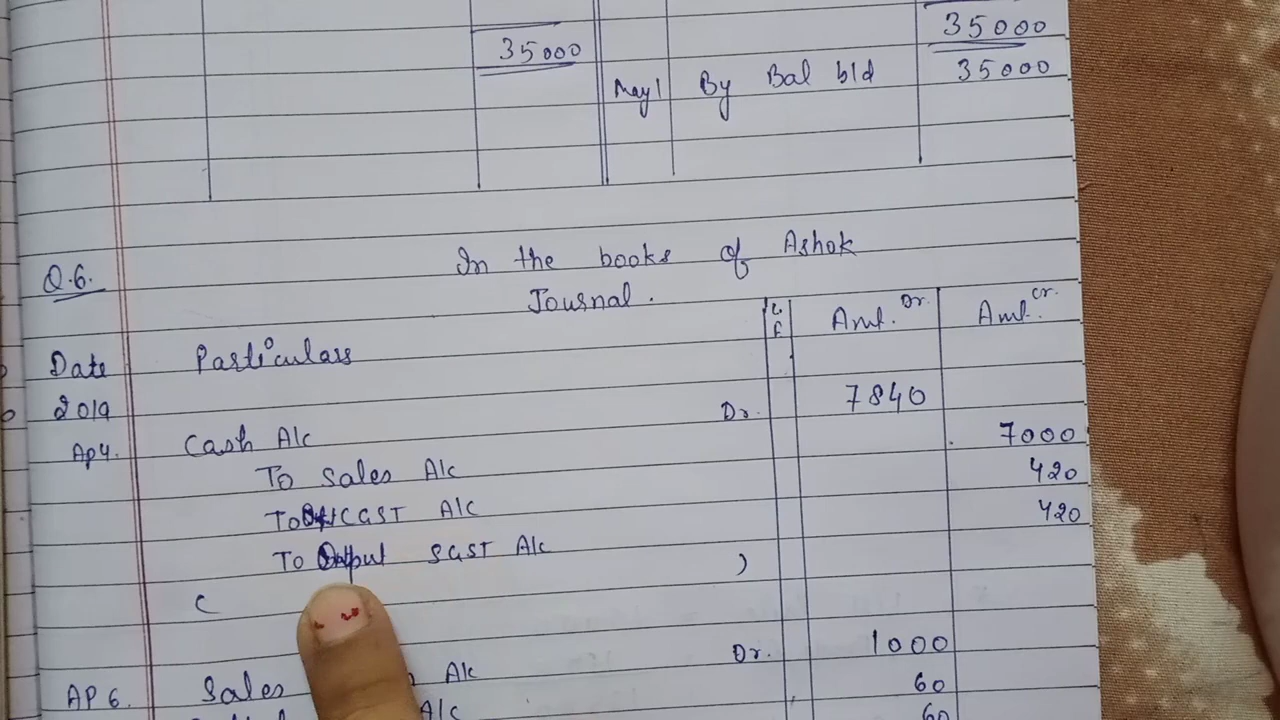 35000 35000
May 1 By Bal b/d 35000
Q.6. In the books of Ashok
Journal.
Date Particulars L F Amt. Dr. Amt. Cr.
2019
Ap 4. Cash A/c Dr. 7840
To Sales A/c 7000
To CGST A/c 420
To Output SGST A/c 420
( )
AP 6. Sales A/c Dr. 1000
A/c 60
60